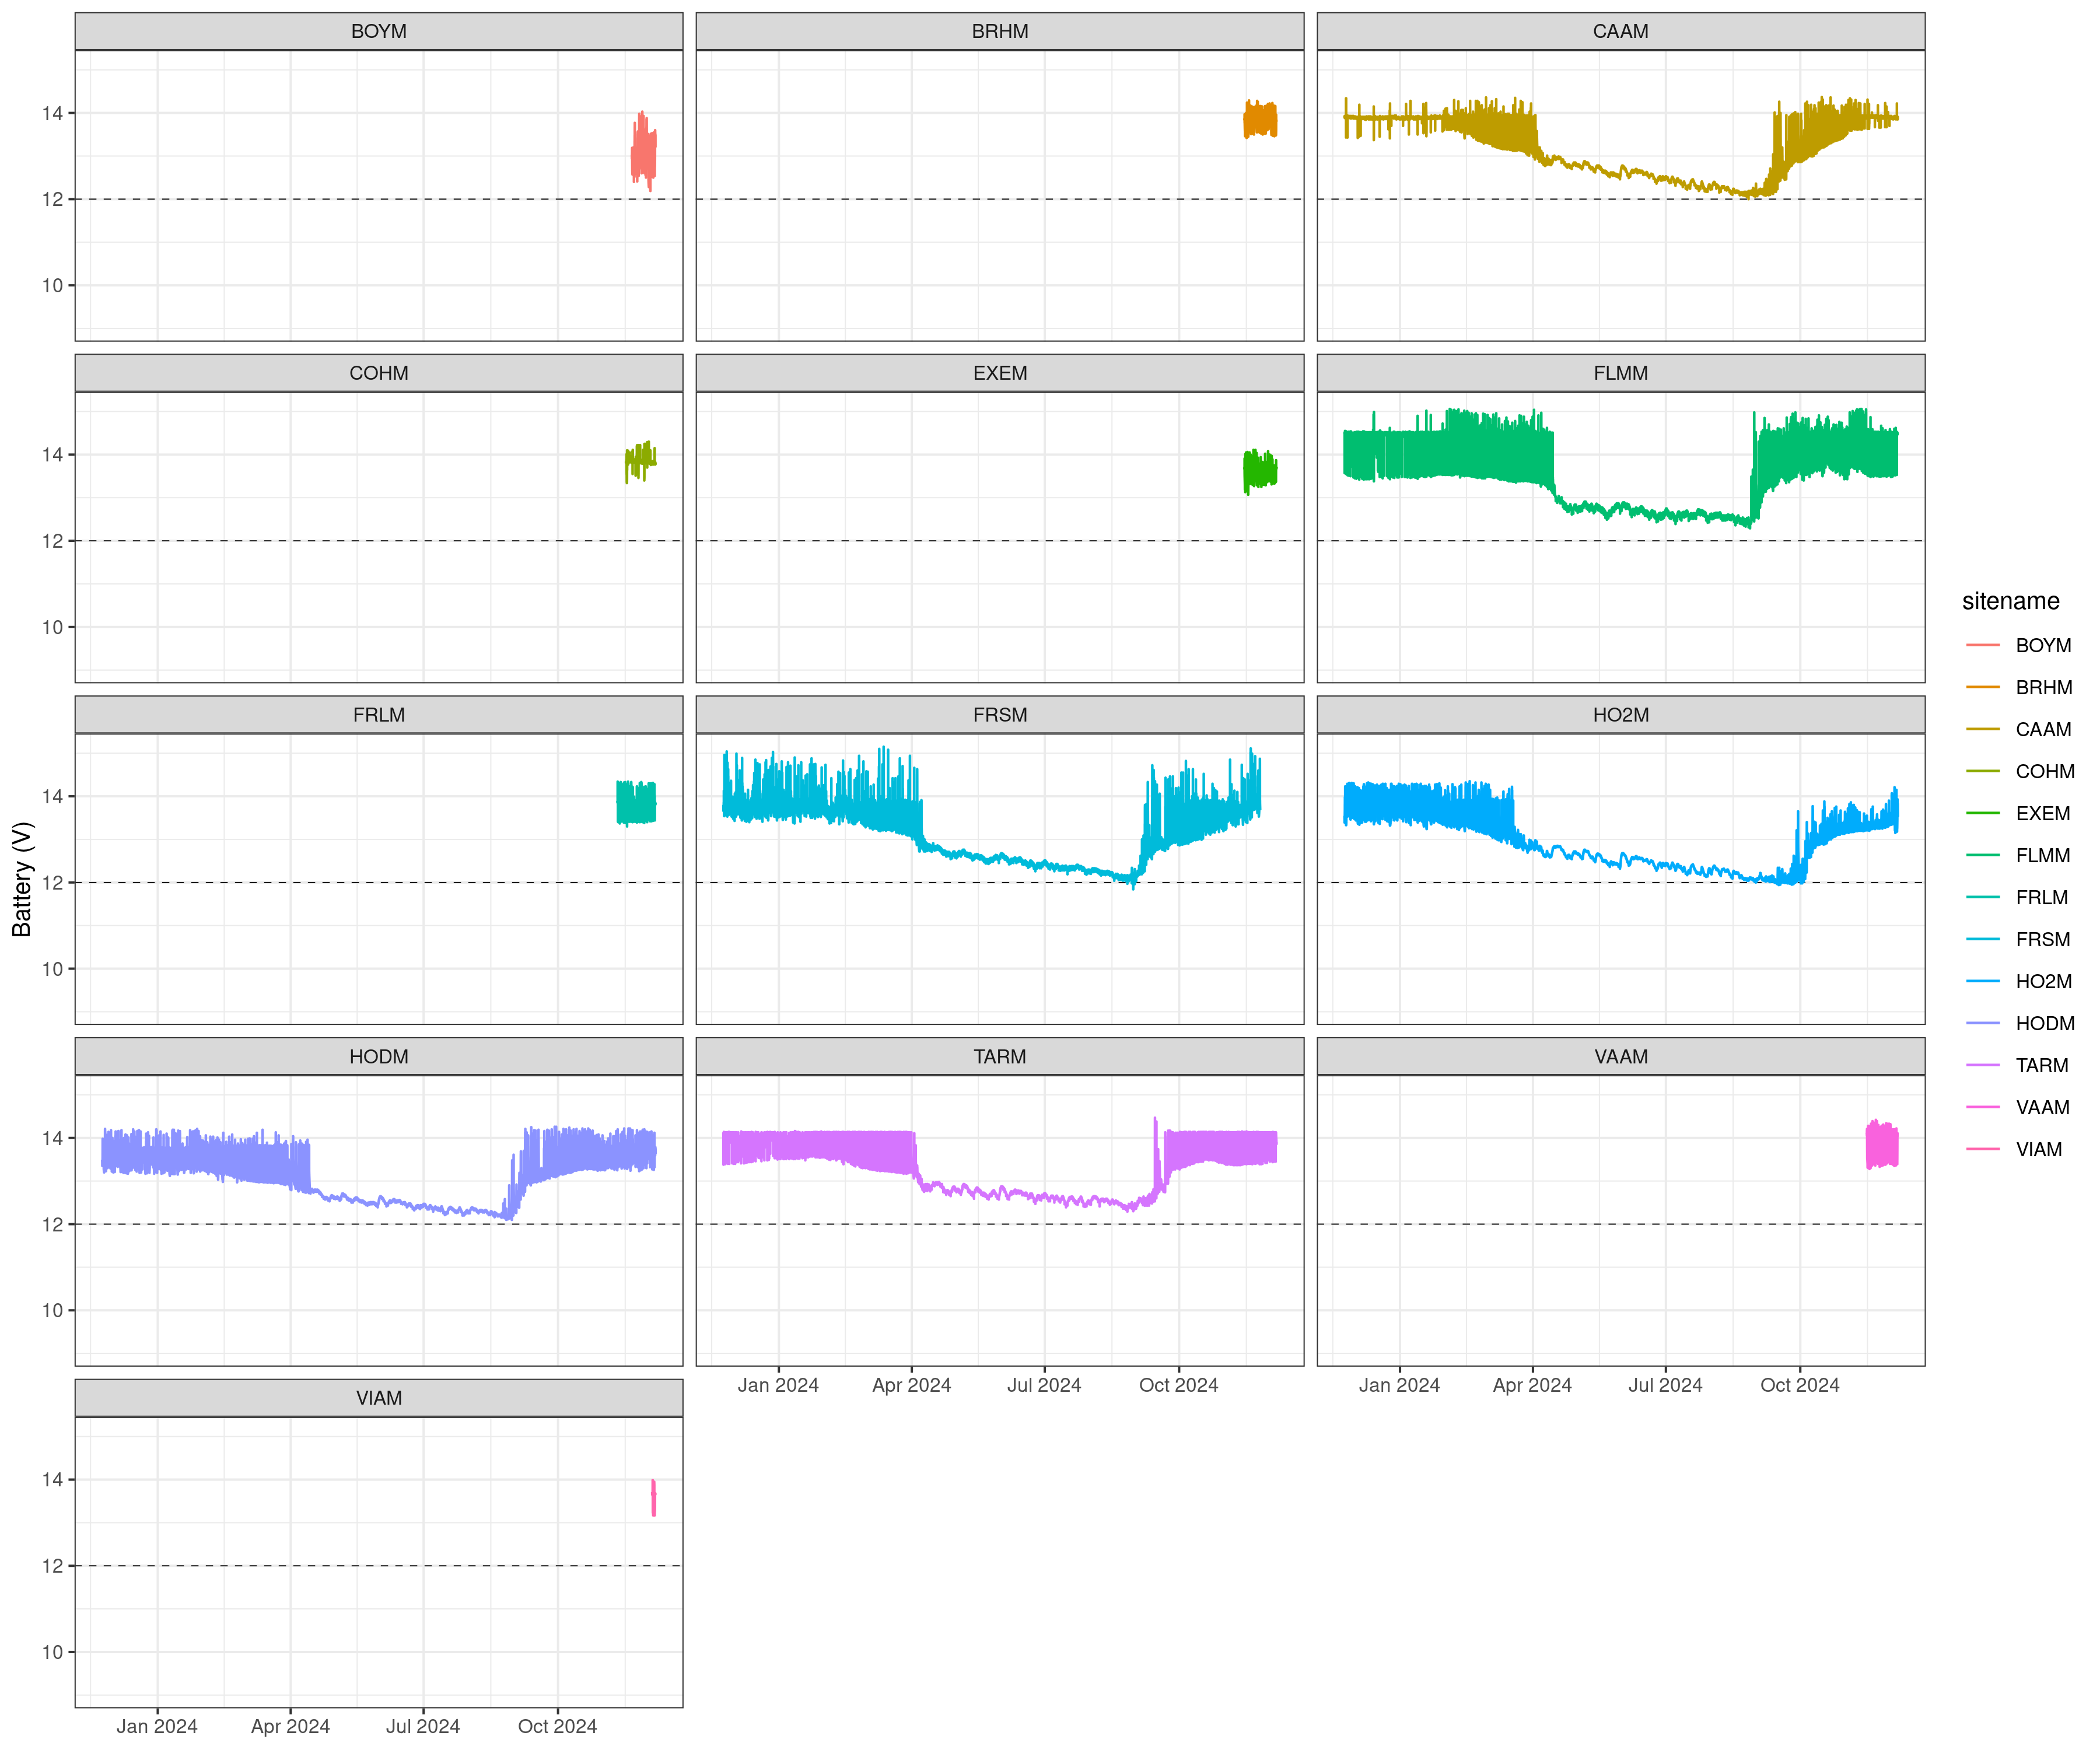 BOYM
BRHM
CAAM
14
12
10
COHM
EXEM
FLMM
14
12
10
FRLM
FRSM
HO2M
14
12
10
HODM
TARM
VAAM
14
12
10
Jan 2024
Apr 2024
Jul 2024
Oct 2024
Jan 2024
Apr 2024
Jul 2024
Oct 2024
VIAM
14
12
10
Jan 2024
Apr 2024
Jul 2024
Oct 2024
Battery (V)
sitename
BOYM
BRHM
CAAM
COHM
EXEM
FLMM
FRLM
FRSM
HO2M
HODM
TARM
VAAM
VIAM